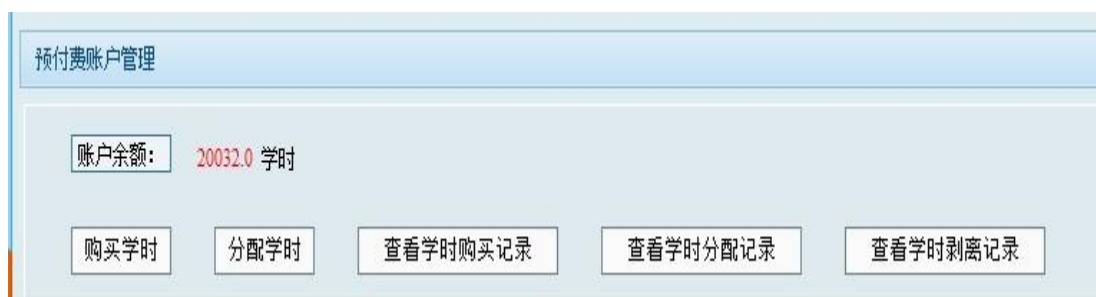 预付费账户管理
账户余额： 20032.0 学时
购买学时 分配学时 查看学时购买记录 查看学时分配记录 查看学时剥离记录